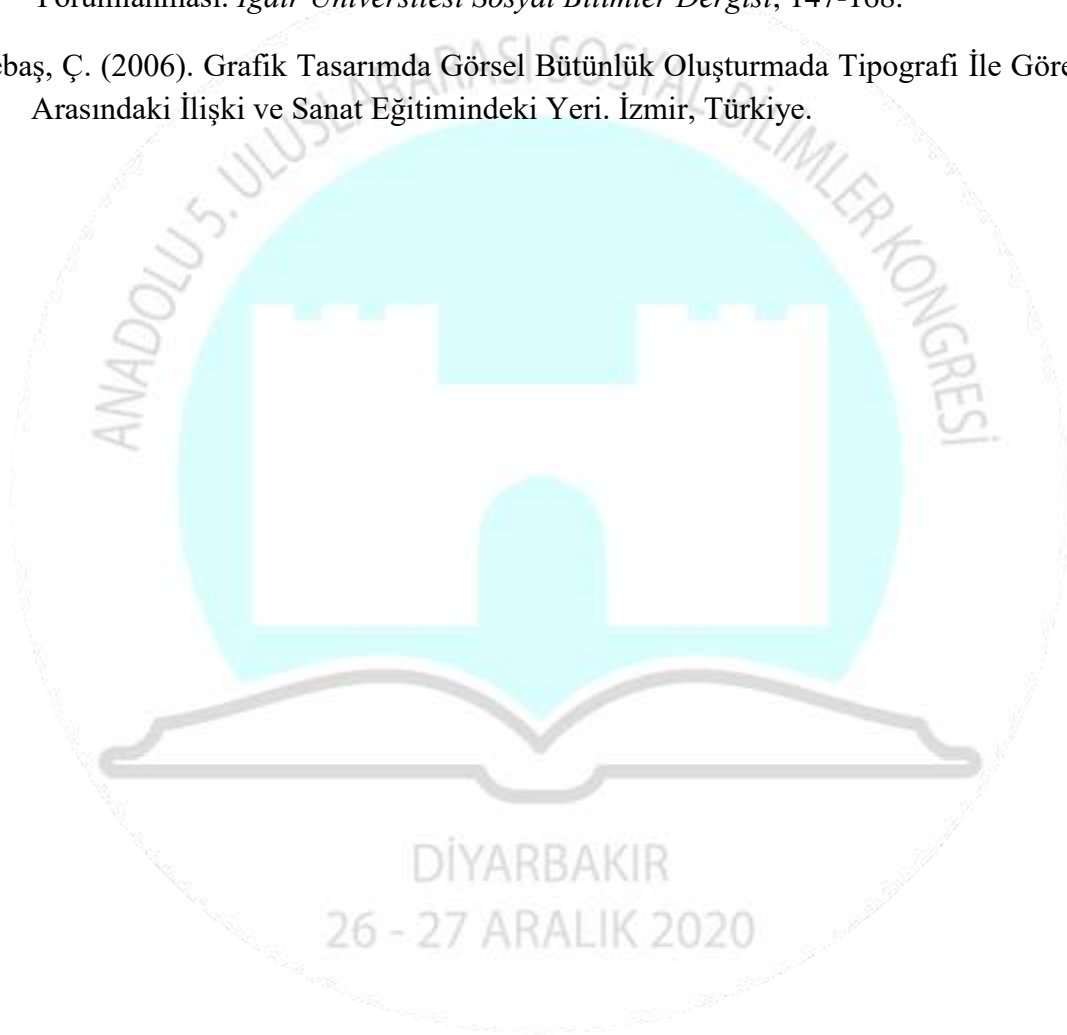 Yorumlanması. Iğdır Üniversitesi Sosyal Bilimler Dergisi, 147-168.
ebaş, Ç. (2006). Grafik Tasarımda Görsel Bütünlük Oluşturmada Tipografi İle Göre
Arasındaki İlişki ve Sanat Eğitimindeki Yeri. İzmir, Türkiye.
ANADOLU 5. ULUSLABARASI SOSYAL BİLİMLER KONGRESİ
DİYARBAKIR
26 - 27 ARALIK 2020